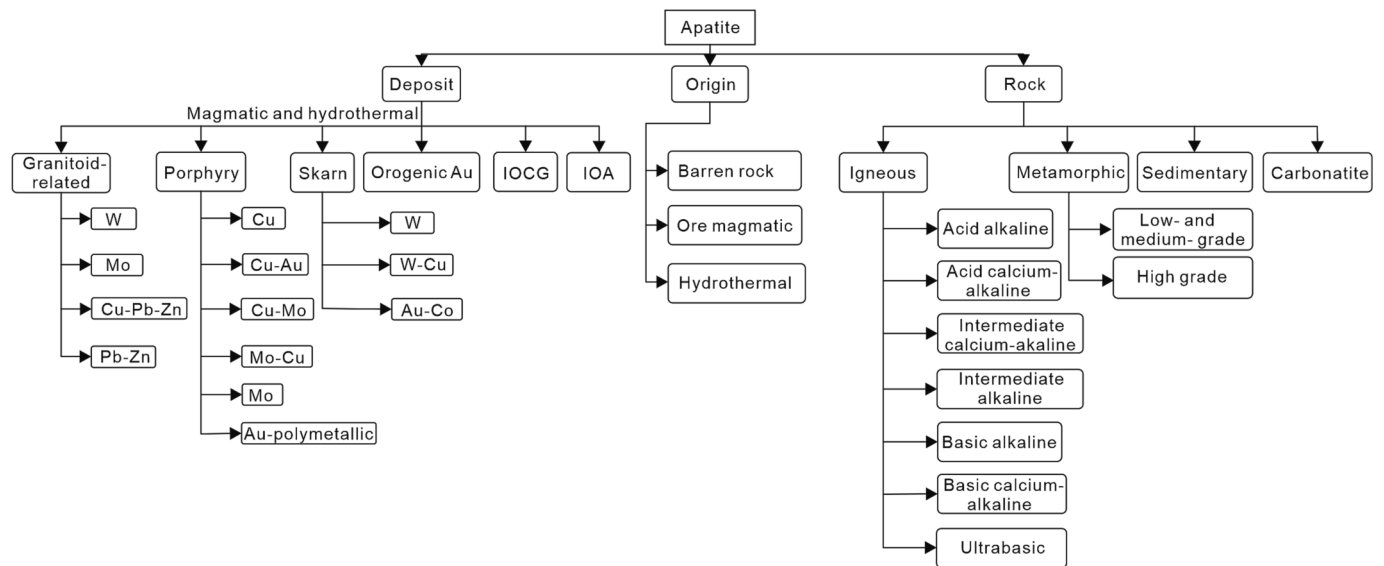 Apatite
Deposit
Origin
Rock
Magmatic and hydrothermal
Granitoid-
related
Porphyry
Skarn
Orogenic Au
IOCG
IOA
W
Mo
Cu-Pb-Zn
Pb-Zn
Cu
Cu-Au
Cu-Mo
Mo-Cu
Mo
Au-polymetallic
W
W-Cu
Au-Co
Barren rock
Ore magmatic
Hydrothermal
Igneous
Metamorphic
Sedimentary
Carbonatite
Acid alkaline
Acid calcium-
alkaline
Intermediate
calcium-akaline
Intermediate
alkaline
Basic alkaline
Basic calcium-
alkaline
Ultrabasic
Low- and
medium- grade
High grade